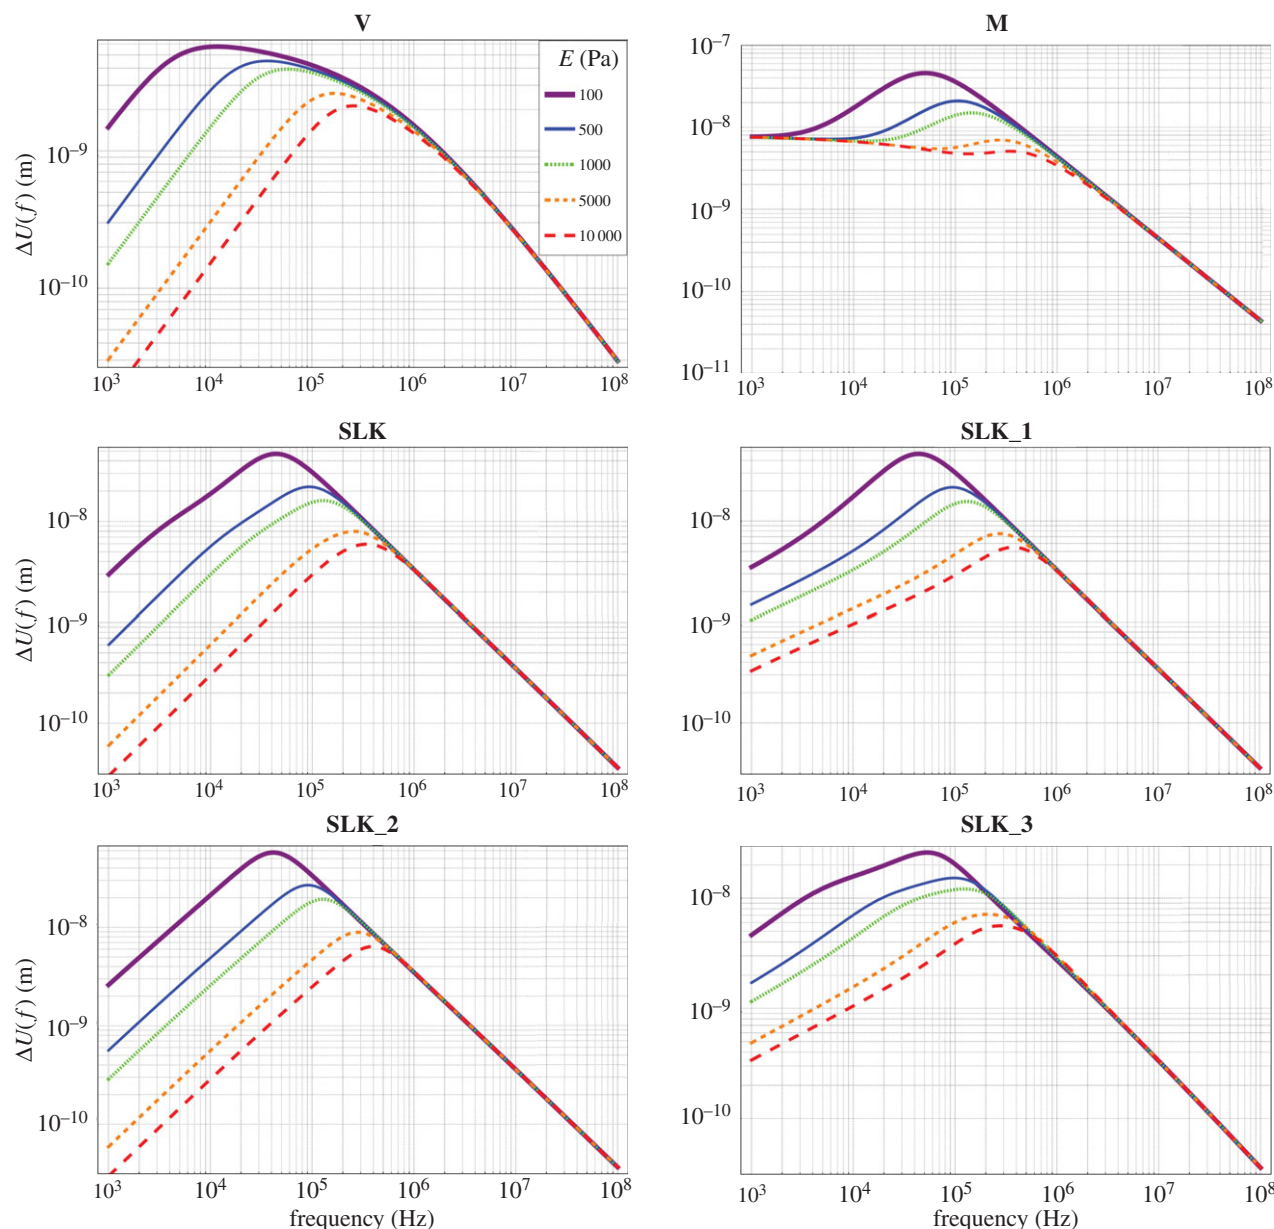 V
E (Pa)
100
500
1000
5000
10 000
10⁻⁹
10⁻¹⁰
ΔU(f) (m)
10³ 10⁴ 10⁵ 10⁶ 10⁷ 10⁸
M
10⁻⁷
10⁻⁸
10⁻⁹
10⁻¹⁰
10⁻¹¹
10³ 10⁴ 10⁵ 10⁶ 10⁷ 10⁸
SLK
10⁻⁸
10⁻⁹
10⁻¹⁰
ΔU(f) (m)
10³ 10⁴ 10⁵ 10⁶ 10⁷ 10⁸
SLK_1
10⁻⁸
10⁻⁹
10⁻¹⁰
10³ 10⁴ 10⁵ 10⁶ 10⁷ 10⁸
SLK_2
10⁻⁸
10⁻⁹
10⁻¹⁰
ΔU(f) (m)
10³ 10⁴ 10⁵ 10⁶ 10⁷ 10⁸
frequency (Hz)
SLK_3
10⁻⁸
10⁻⁹
10⁻¹⁰
10³ 10⁴ 10⁵ 10⁶ 10⁷ 10⁸
frequency (Hz)